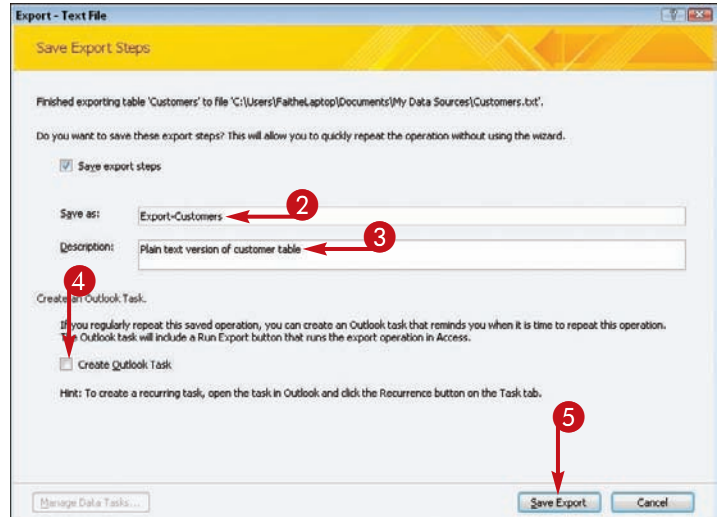 Export - Text File
Save Export Steps
Finished exporting table 'Customers' to file 'C:\Users\FaitheLaptop\Documents\My Data Sources\Customers.txt'.
Do you want to save these export steps? This will allow you to quickly repeat the operation without using the wizard.
Save export steps
Save as: Export-Customers 2
Description: Plain text version of customer table 3
4
Create an Outlook Task.
If you regularly repeat this saved operation, you can create an Outlook task that reminds you when it is time to repeat this operation.
The Outlook task will include a Run Export button that runs the export operation in Access.
Create Outlook Task
Hint: To create a recurring task, open the task in Outlook and click the Recurrence button on the Task tab.
5
Manage Data Tasks... Save Export Cancel